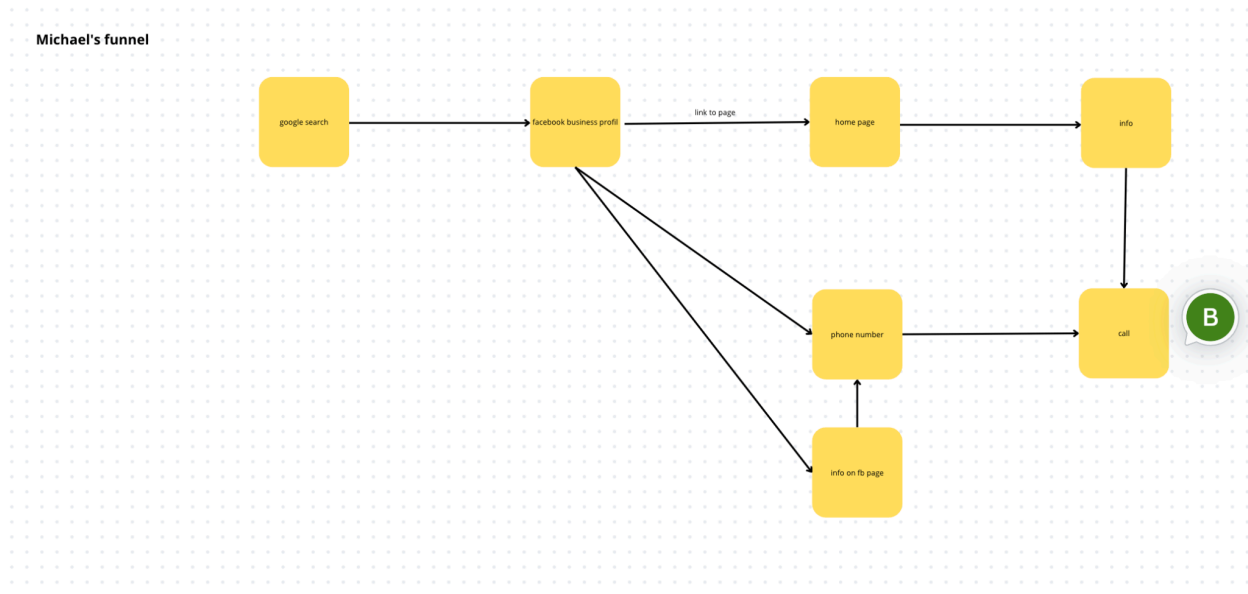 Michael's funnel
google search
facebook business profil
link to page
home page
info
phone number
call
B
info on fb page